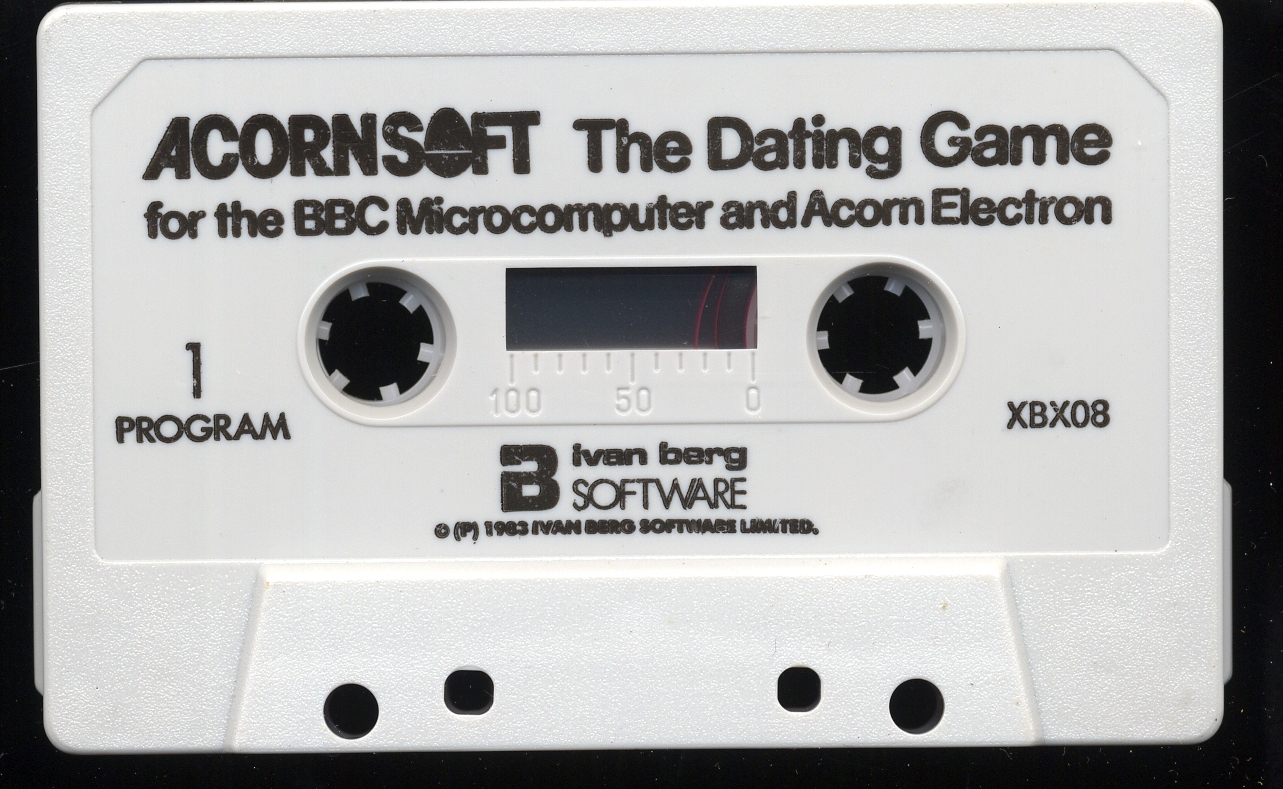 ACORNSOFT The Dating Game
for the BBC Microcomputer and Acorn Electron
1
PROGRAM
100 50 0
XBX08
B ivan berg
SOFTWARE
© (P) 1983 IVAN BERG SOFTWARE LIMITED.